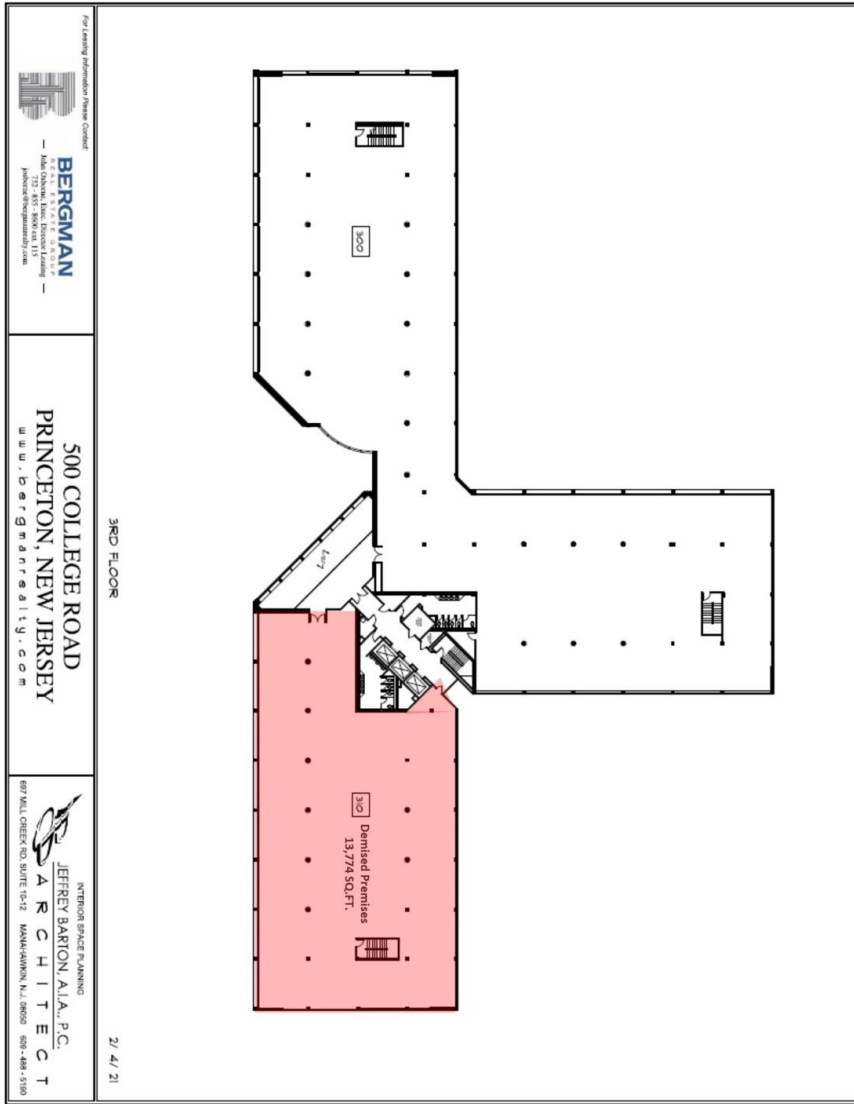 300
Lobby
310
Demised Premises
13,774 SQ.FT.
3RD FLOOR
2/ 4/ 21
For Leasing Information Please Contact:
BERGMAN
REAL ESTATE GROUP
— John Osborne, Exec. Director Leasing —
732 - 855 - 8600 ext. 115
josborne@bergmanrealty.com
500 COLLEGE ROAD
PRINCETON, NEW JERSEY
www.bergmanrealty.com
INTERIOR SPACE PLANNING
JEFFREY BARTON, A.I.A., P.C.
ARCHITECT
697 MILL CREEK RD, SUITE 10-12 MANAHAWKIN, N.J. 08050 609 - 488 - 5190